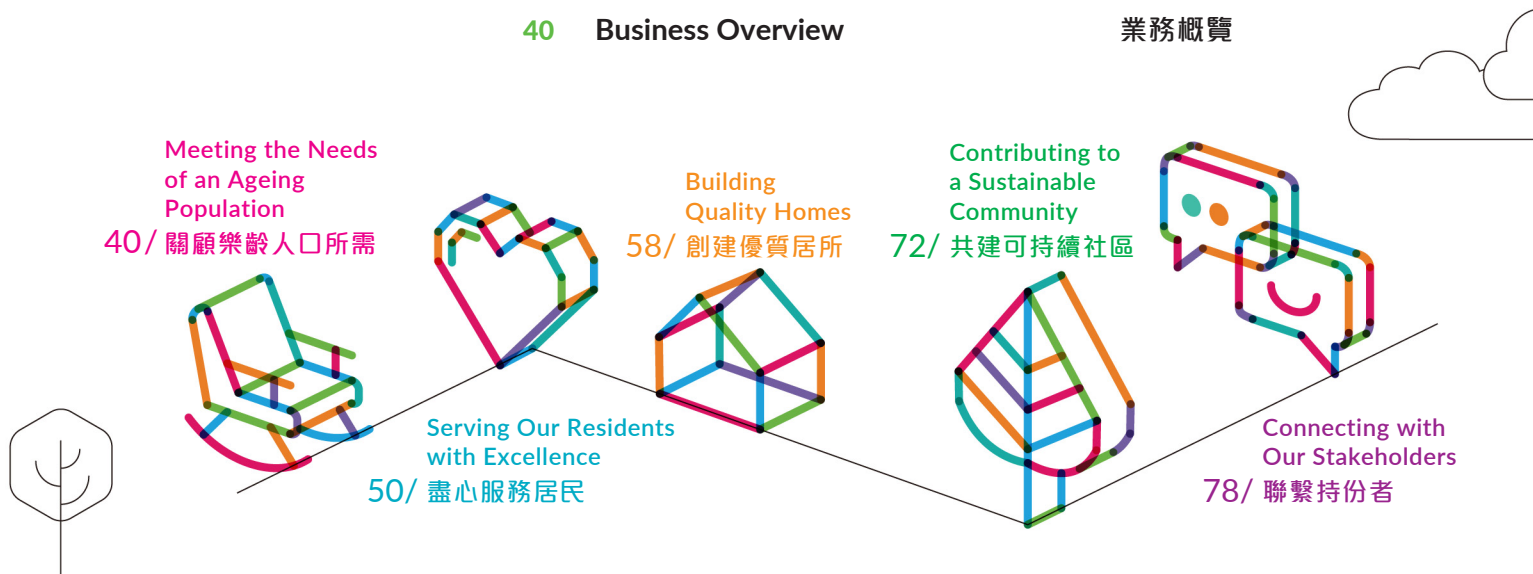 40 Business Overview 業務概覽
Meeting the Needs
of an Ageing
Population
40/ 關顧樂齡人口所需
Serving Our Residents
with Excellence
50/ 盡心服務居民
Building
Quality Homes
58/ 創建優質居所
Contributing to
a Sustainable
Community
72/ 共建可持續社區
Connecting with
Our Stakeholders
78/ 聯繫持份者